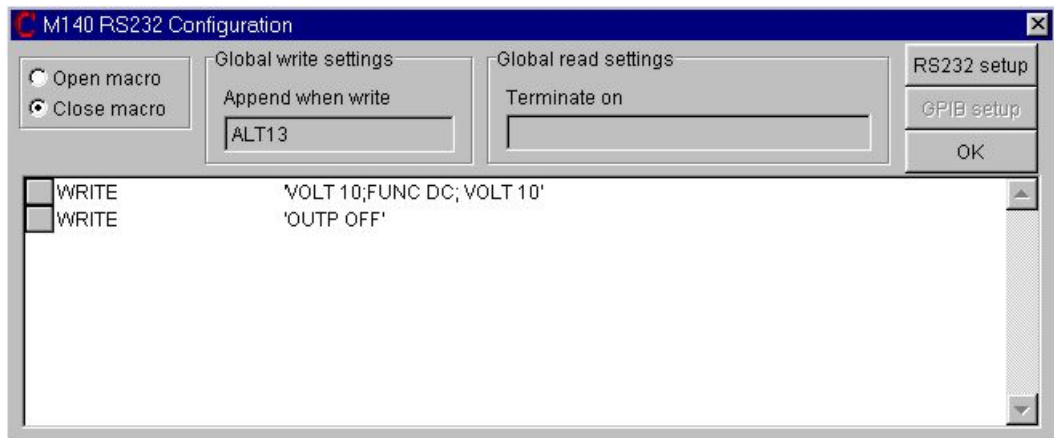 M140 RS232 Configuration
Open macro
Close macro
Global write settings
Append when write
ALT13
Global read settings
Terminate on
RS232 setup
GPIB setup
OK
WRITE 'VOLT 10;FUNC DC; VOLT 10'
WRITE 'OUTP OFF'